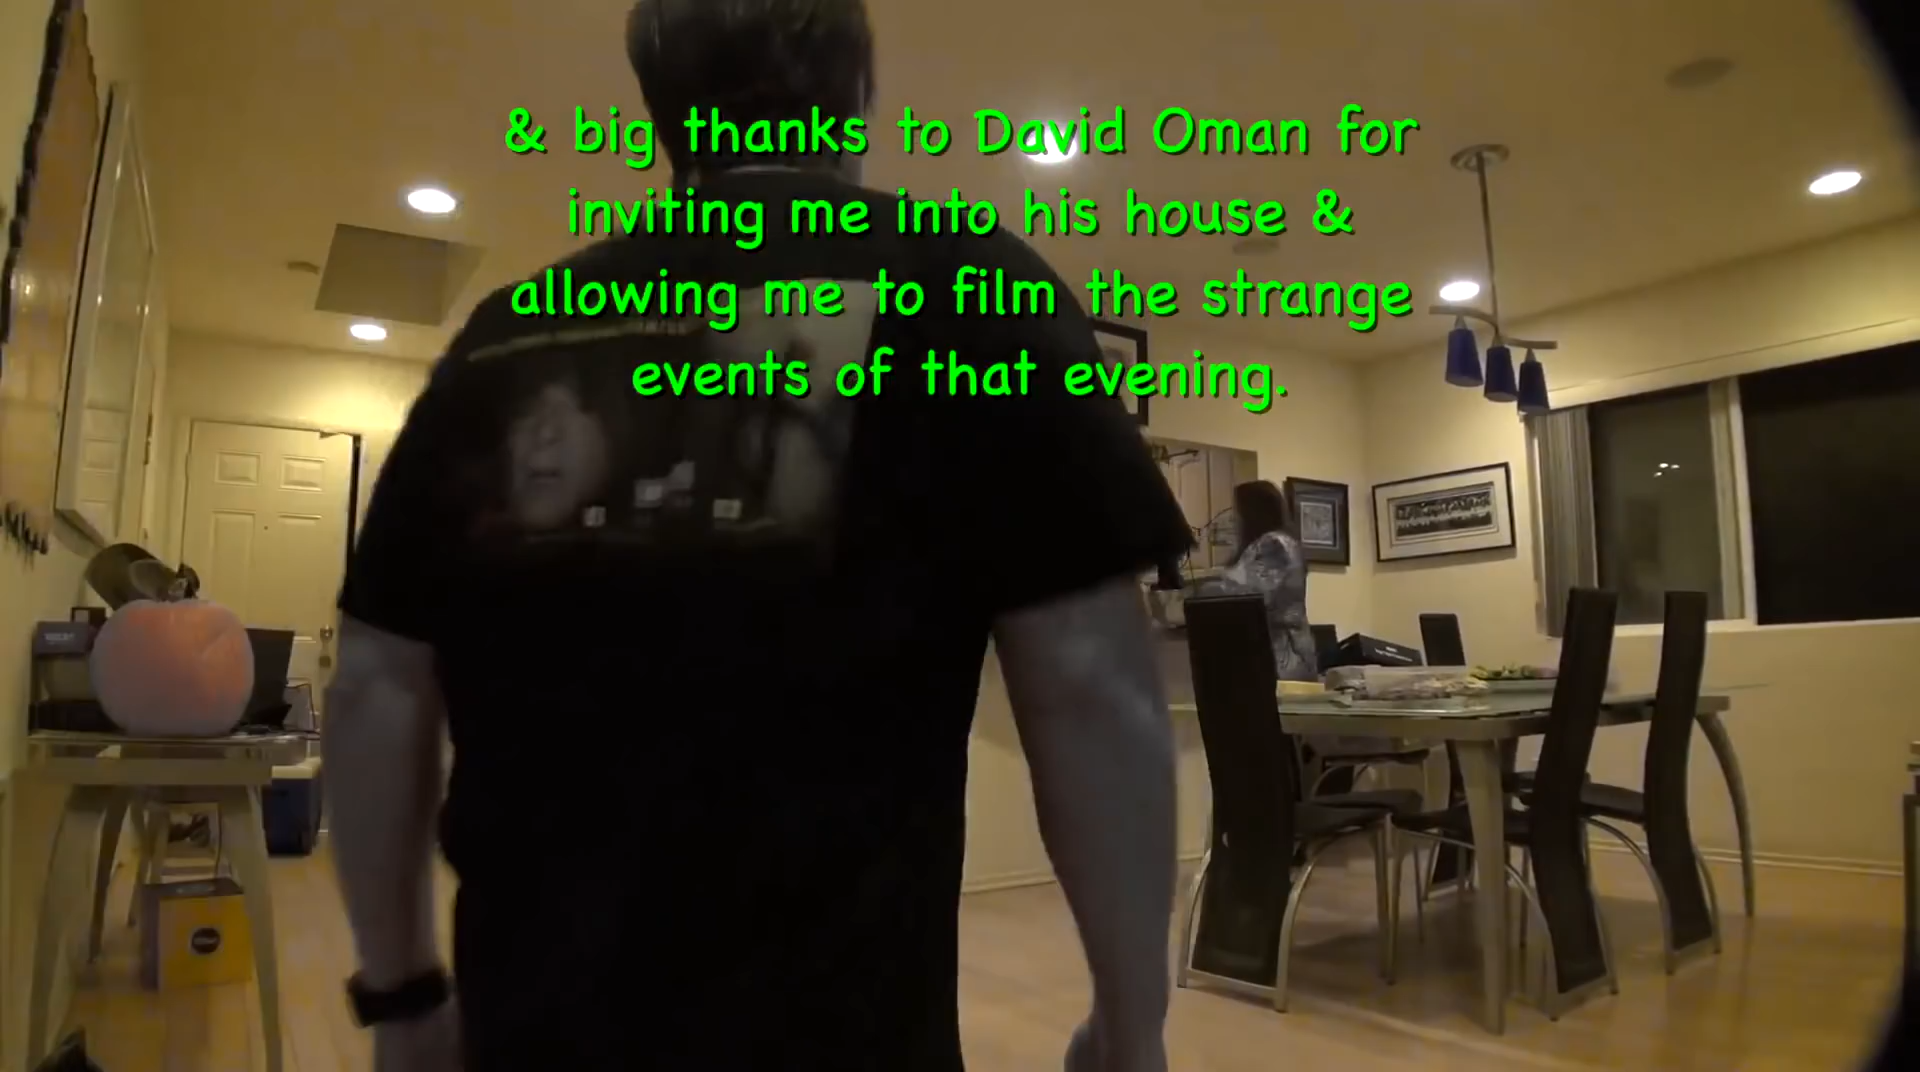 & big thanks to David Oman for
inviting me into his house &
allowing me to film the strange
events of that evening.